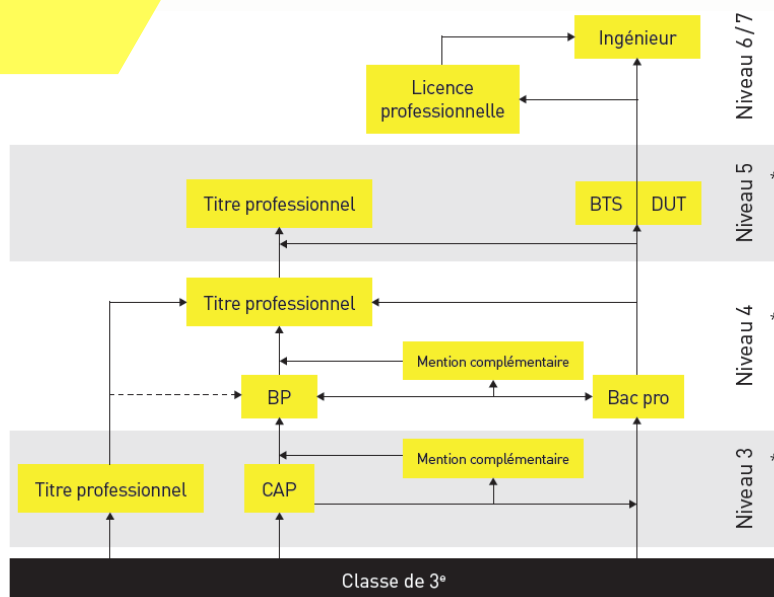 Ingénieur
Niveau 6/7
Licence
professionnelle
Titre professionnel
BTS
DUT
Niveau 5
*
Titre professionnel
Niveau 4
*
Mention complémentaire
BP
Bac pro
Mention complémentaire
Niveau 3
*
Titre professionnel
CAP
Classe de 3ᵉ